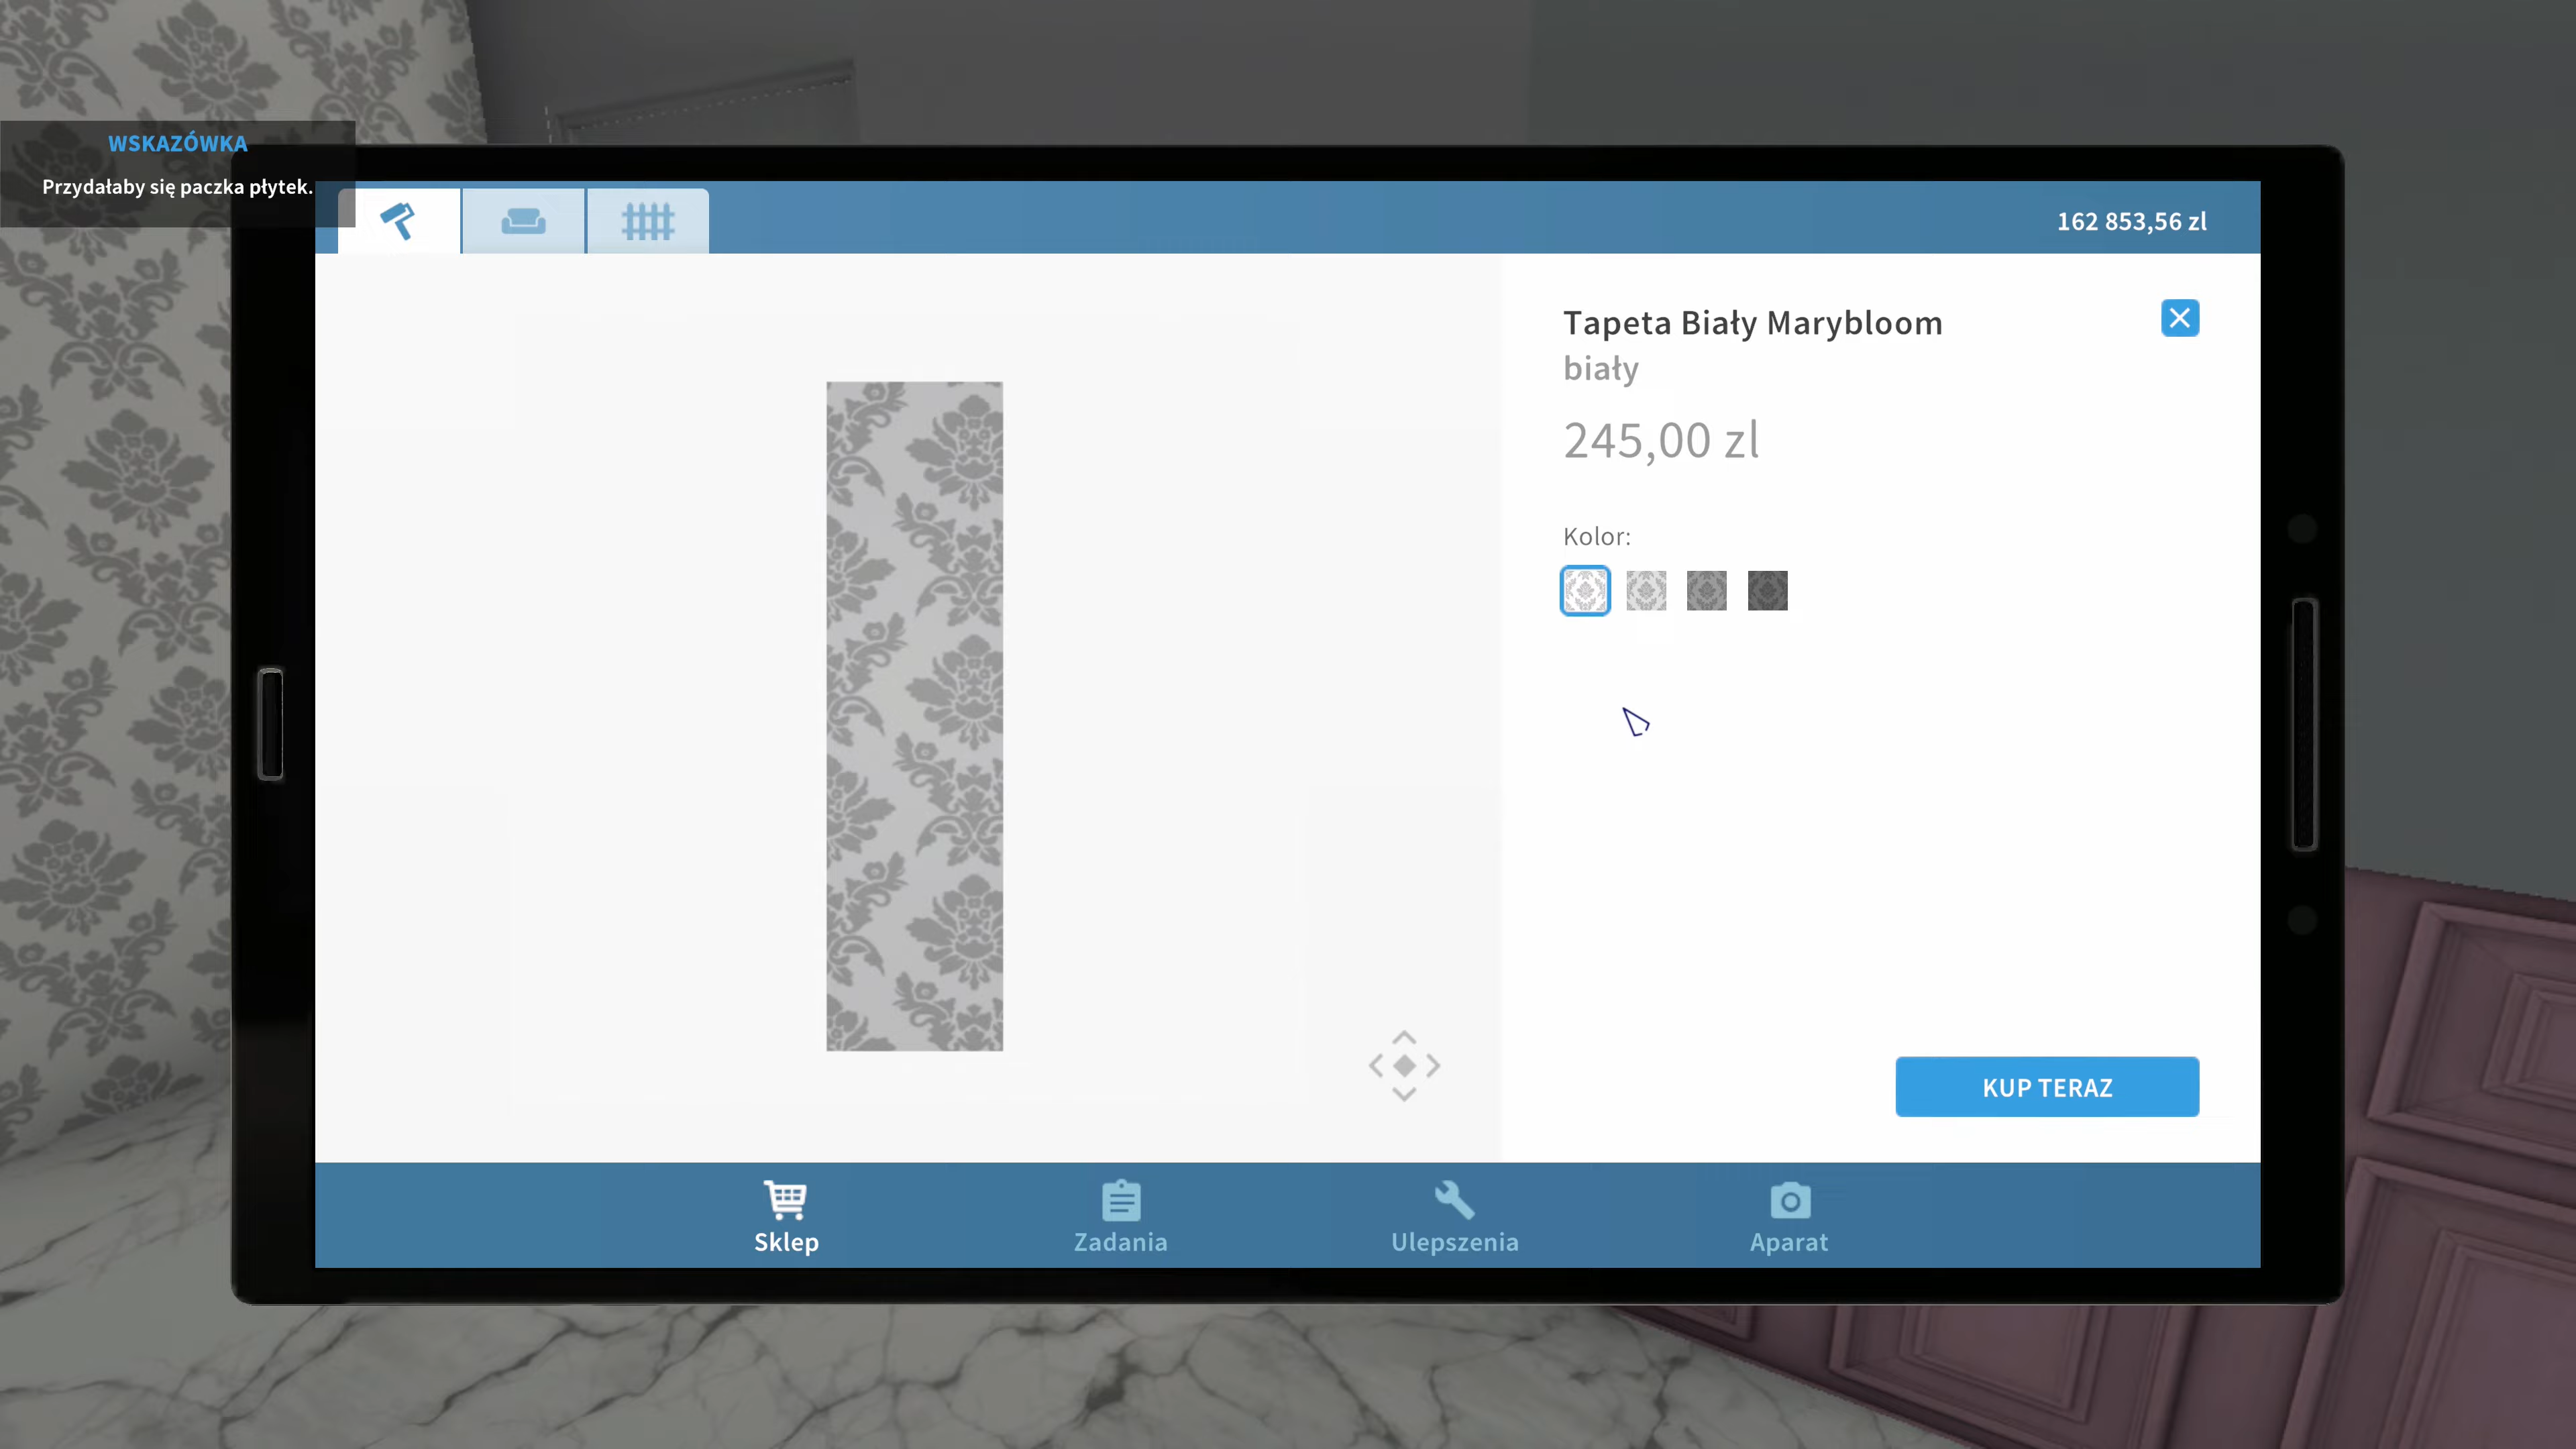 WSKAZÓWKA
Przydałaby się paczka płytek.
162 853,56 zl
Tapeta Biały Marybloom
biały
245,00 zl
Kolor:
KUP TERAZ
Sklep
Zadania
Ulepszenia
Aparat